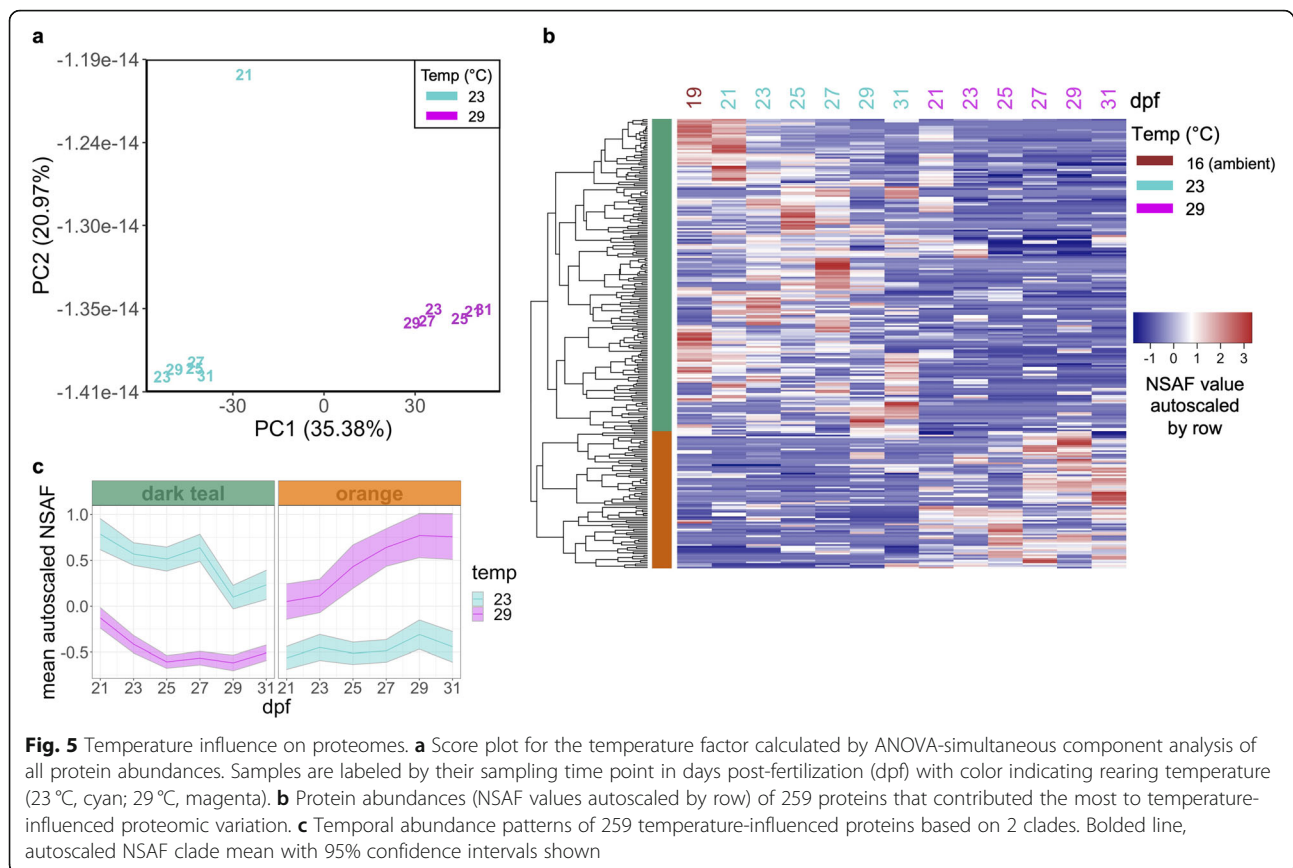 a
-1.19e-14
-1.24e-14
-1.30e-14
-1.35e-14
-1.41e-14
PC2 (20.97%)
21
Temp (°C)
23
29
23
29
27
25
31
29
27
23
25
21
31
-30
0
30
PC1 (35.38%)
b
19 21 23 25 27 29 31 21 23 25 27 29 31 dpf
Temp (°C)
16 (ambient)
23
29
-1 0 1 2 3
NSAF value
autoscaled
by row
c
dark teal orange
mean autoscaled NSAF
1.0
0.5
0.0
-0.5
21 23 25 27 29 31 21 23 25 27 29 31
dpf
temp
23
29
Fig. 5 Temperature influence on proteomes. a Score plot for the temperature factor calculated by ANOVA-simultaneous component analysis of
all protein abundances. Samples are labeled by their sampling time point in days post-fertilization (dpf) with color indicating rearing temperature
(23 °C, cyan; 29 °C, magenta). b Protein abundances (NSAF values autoscaled by row) of 259 proteins that contributed the most to temperature-
influenced proteomic variation. c Temporal abundance patterns of 259 temperature-influenced proteins based on 2 clades. Bolded line,
autoscaled NSAF clade mean with 95% confidence intervals shown